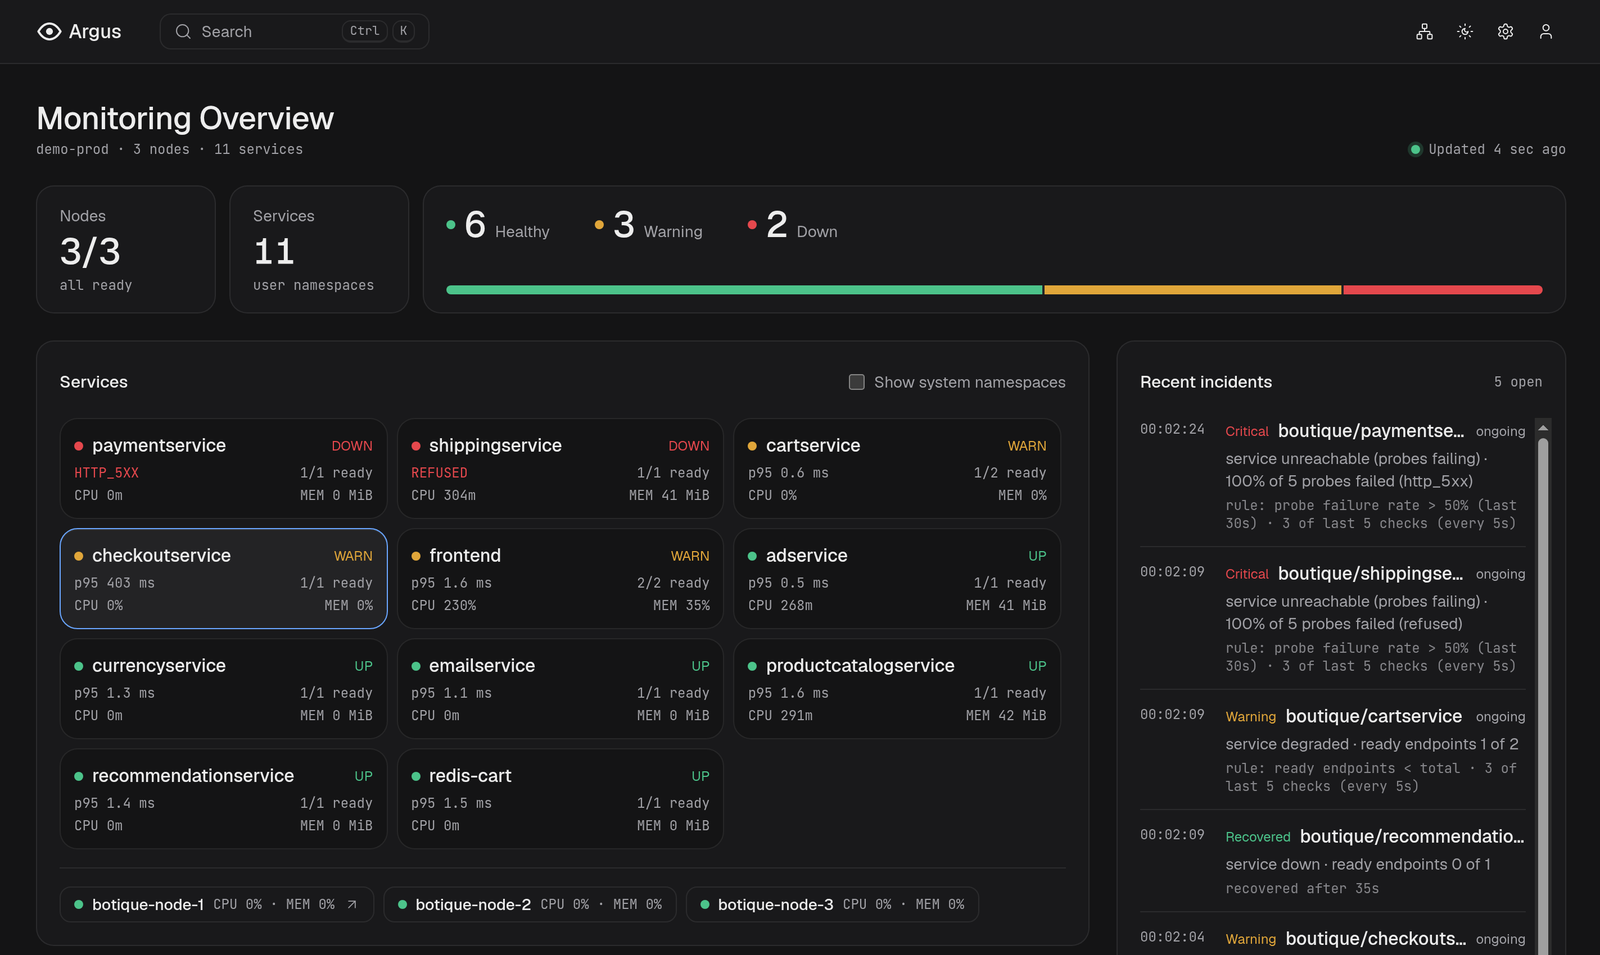 Argus
Search Ctrl K
Monitoring Overview
demo-prod · 3 nodes · 11 services
Updated 4 sec ago
Nodes
3/3
all ready
Services
11
user namespaces
6 Healthy
3 Warning
2 Down
Services
Show system namespaces
paymentservice DOWN
HTTP_5XX 1/1 ready
CPU 0m MEM 0 MiB
shippingservice DOWN
REFUSED 1/1 ready
CPU 304m MEM 41 MiB
cartservice WARN
p95 0.6 ms 1/2 ready
CPU 0% MEM 0%
checkoutservice WARN
p95 403 ms 1/1 ready
CPU 0% MEM 0%
frontend WARN
p95 1.6 ms 2/2 ready
CPU 230% MEM 35%
adservice UP
p95 0.5 ms 1/1 ready
CPU 268m MEM 41 MiB
currencyservice UP
p95 1.3 ms 1/1 ready
CPU 0m MEM 0 MiB
emailservice UP
p95 1.1 ms 1/1 ready
CPU 0m MEM 0 MiB
productcatalogservice UP
p95 1.6 ms 1/1 ready
CPU 291m MEM 42 MiB
recommendationservice UP
p95 1.4 ms 1/1 ready
CPU 0m MEM 0 MiB
redis-cart UP
p95 1.5 ms 1/1 ready
CPU 0m MEM 0 MiB
botique-node-1 CPU 0% · MEM 0%
botique-node-2 CPU 0% · MEM 0%
botique-node-3 CPU 0% · MEM 0%
Recent incidents 5 open
00:02:24 Critical boutique/paymentse... ongoing
service unreachable (probes failing) ·
100% of 5 probes failed (http_5xx)
rule: probe failure rate > 50% (last
30s) · 3 of last 5 checks (every 5s)
00:02:09 Critical boutique/shippingse... ongoing
service unreachable (probes failing) ·
100% of 5 probes failed (refused)
rule: probe failure rate > 50% (last
30s) · 3 of last 5 checks (every 5s)
00:02:09 Warning boutique/cartservice ongoing
service degraded · ready endpoints 1 of 2
rule: ready endpoints < total · 3 of
last 5 checks (every 5s)
00:02:09 Recovered boutique/recommendatio...
service down · ready endpoints 0 of 1
recovered after 35s
00:02:04 Warning boutique/checkouts... ongoing